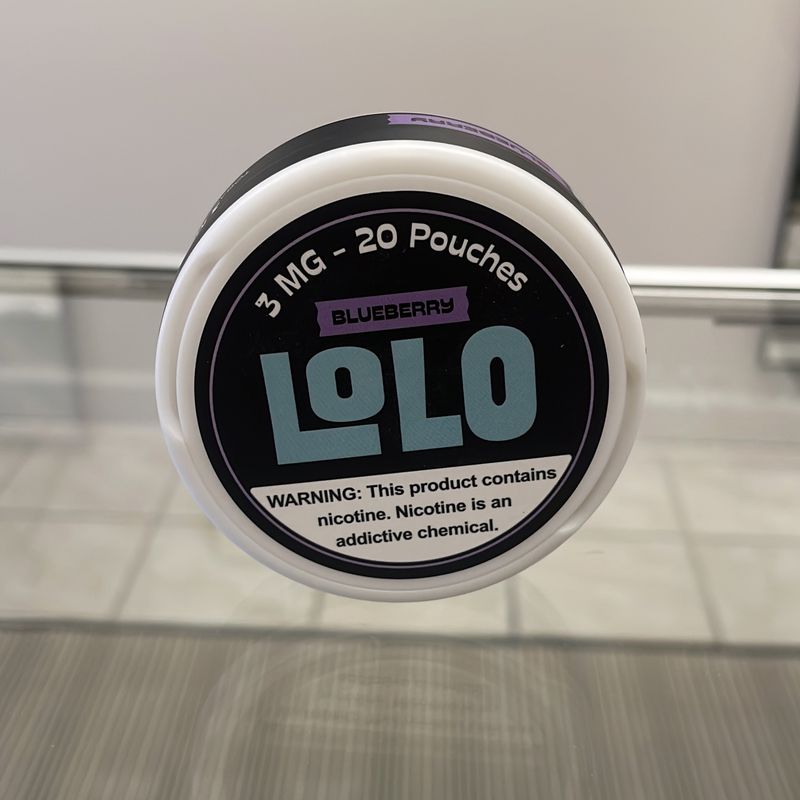 3 MG - 20 Pouches
BLUEBERRY
LOLO
WARNING: This product contains
nicotine. Nicotine is an
addictive chemical.